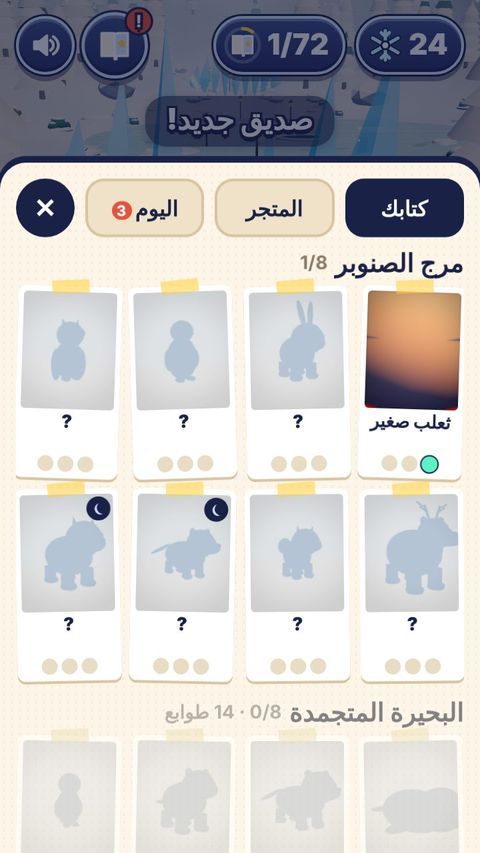 ! 1/72 24
صديق جديد!
كتابك المتجر اليوم 3 ×
مرج الصنوبر 1/8
ثعلب صغير ? ? ?
? ? ? ?
البحيرة المتجمدة 0/8 · 14 طوابع